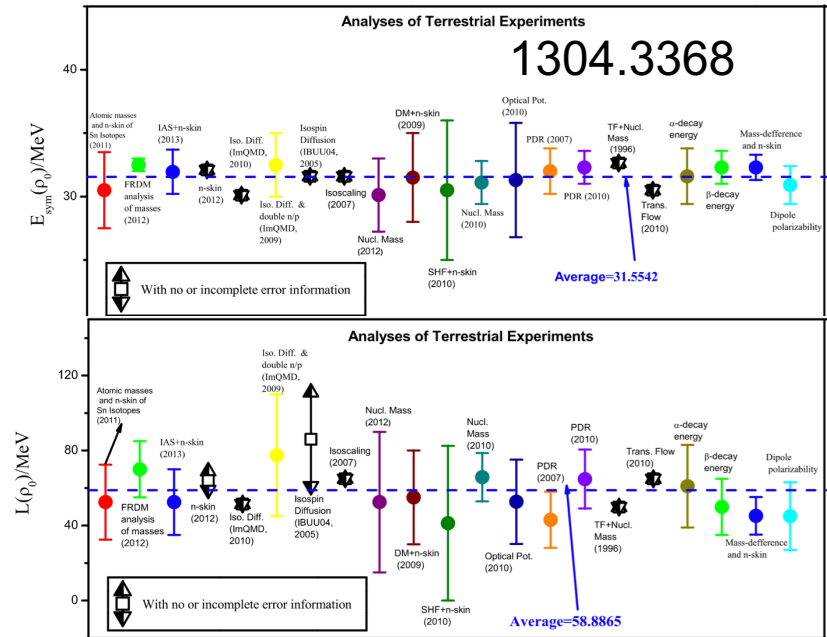 Analyses of Terrestrial Experiments
1304.3368
45
40
30
E_sym(ρ₀)/MeV
Atomic masses
and n-skin of
Sn Isotopes
(2011)
FRDM
analysis
of masses
(2012)
IAS+n-skin
(2013)
n-skin
(2012)
Iso. Diff.
(ImQMD,
2010)
Iso. Diff.
& double n/p
(ImQMD,
2009)
Isospin
Diffusion
(IBUU04,
2005)
Isoscaling
(2007)
Nucl. Mass
(2012)
DM+n-skin
(2009)
SHF+n-skin
(2010)
Nucl. Mass
(2010)
Optical Pot.
(2010)
PDR (2007)
PDR (2010)
TF+Nucl.
Mass
(1996)
Trans.
Flow
(2010)
α-decay
energy
β-decay
energy
Mass-defference
and n-skin
Dipole
polarizability
Average=31.5542
With no or incomplete error information
Analyses of Terrestrial Experiments
120
80
40
0
L(ρ₀)/MeV
Atomic masses
and n-skin of
Sn Isotopes
(2011)
FRDM
analysis
of masses
(2012)
IAS+n-skin
(2013)
n-skin
(2012)
Iso. Diff.
(ImQMD,
2010)
Iso. Diff. &
double n/p
(ImQMD,
2009)
Isospin
Diffusion
(IBUU04,
2005)
Isoscaling
(2007)
Nucl. Mass
(2012)
DM+n-skin
(2009)
SHF+n-skin
(2010)
Nucl.
Mass
(2010)
Optical Pot.
(2010)
PDR
(2007)
PDR
(2010)
TF+Nucl.
Mass
(1996)
Trans. Flow
(2010)
α-decay
energy
β-decay
energy
Mass-defference
and n-skin
Dipole
polarizability
Average=58.8865
With no or incomplete error information